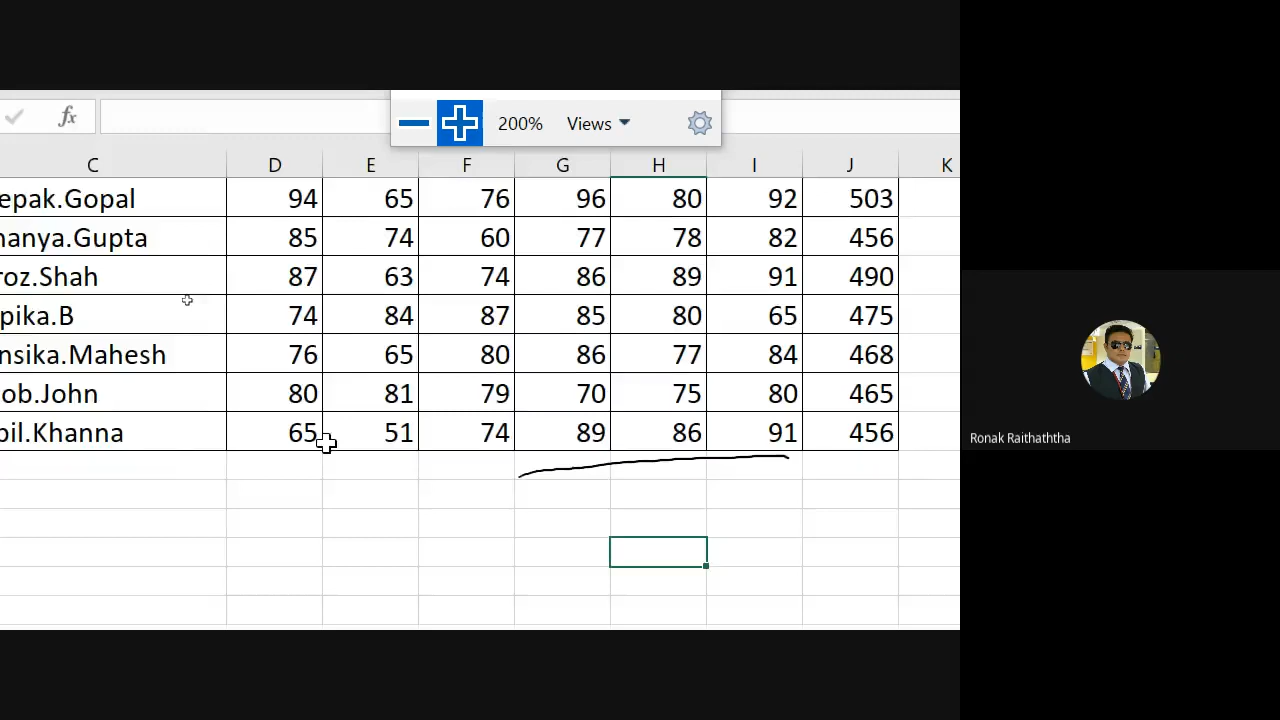 fx
200% Views
C D E F G H I J K
epak.Gopal 94 65 76 96 80 92 503
nanya.Gupta 85 74 60 77 78 82 456
roz.Shah 87 63 74 86 89 91 490
pika.B 74 84 87 85 80 65 475
nsika.Mahesh 76 65 80 86 77 84 468
ob.John 80 81 79 70 75 80 465
bil.Khanna 65 51 74 89 86 91 456
Ronak Raithaththa